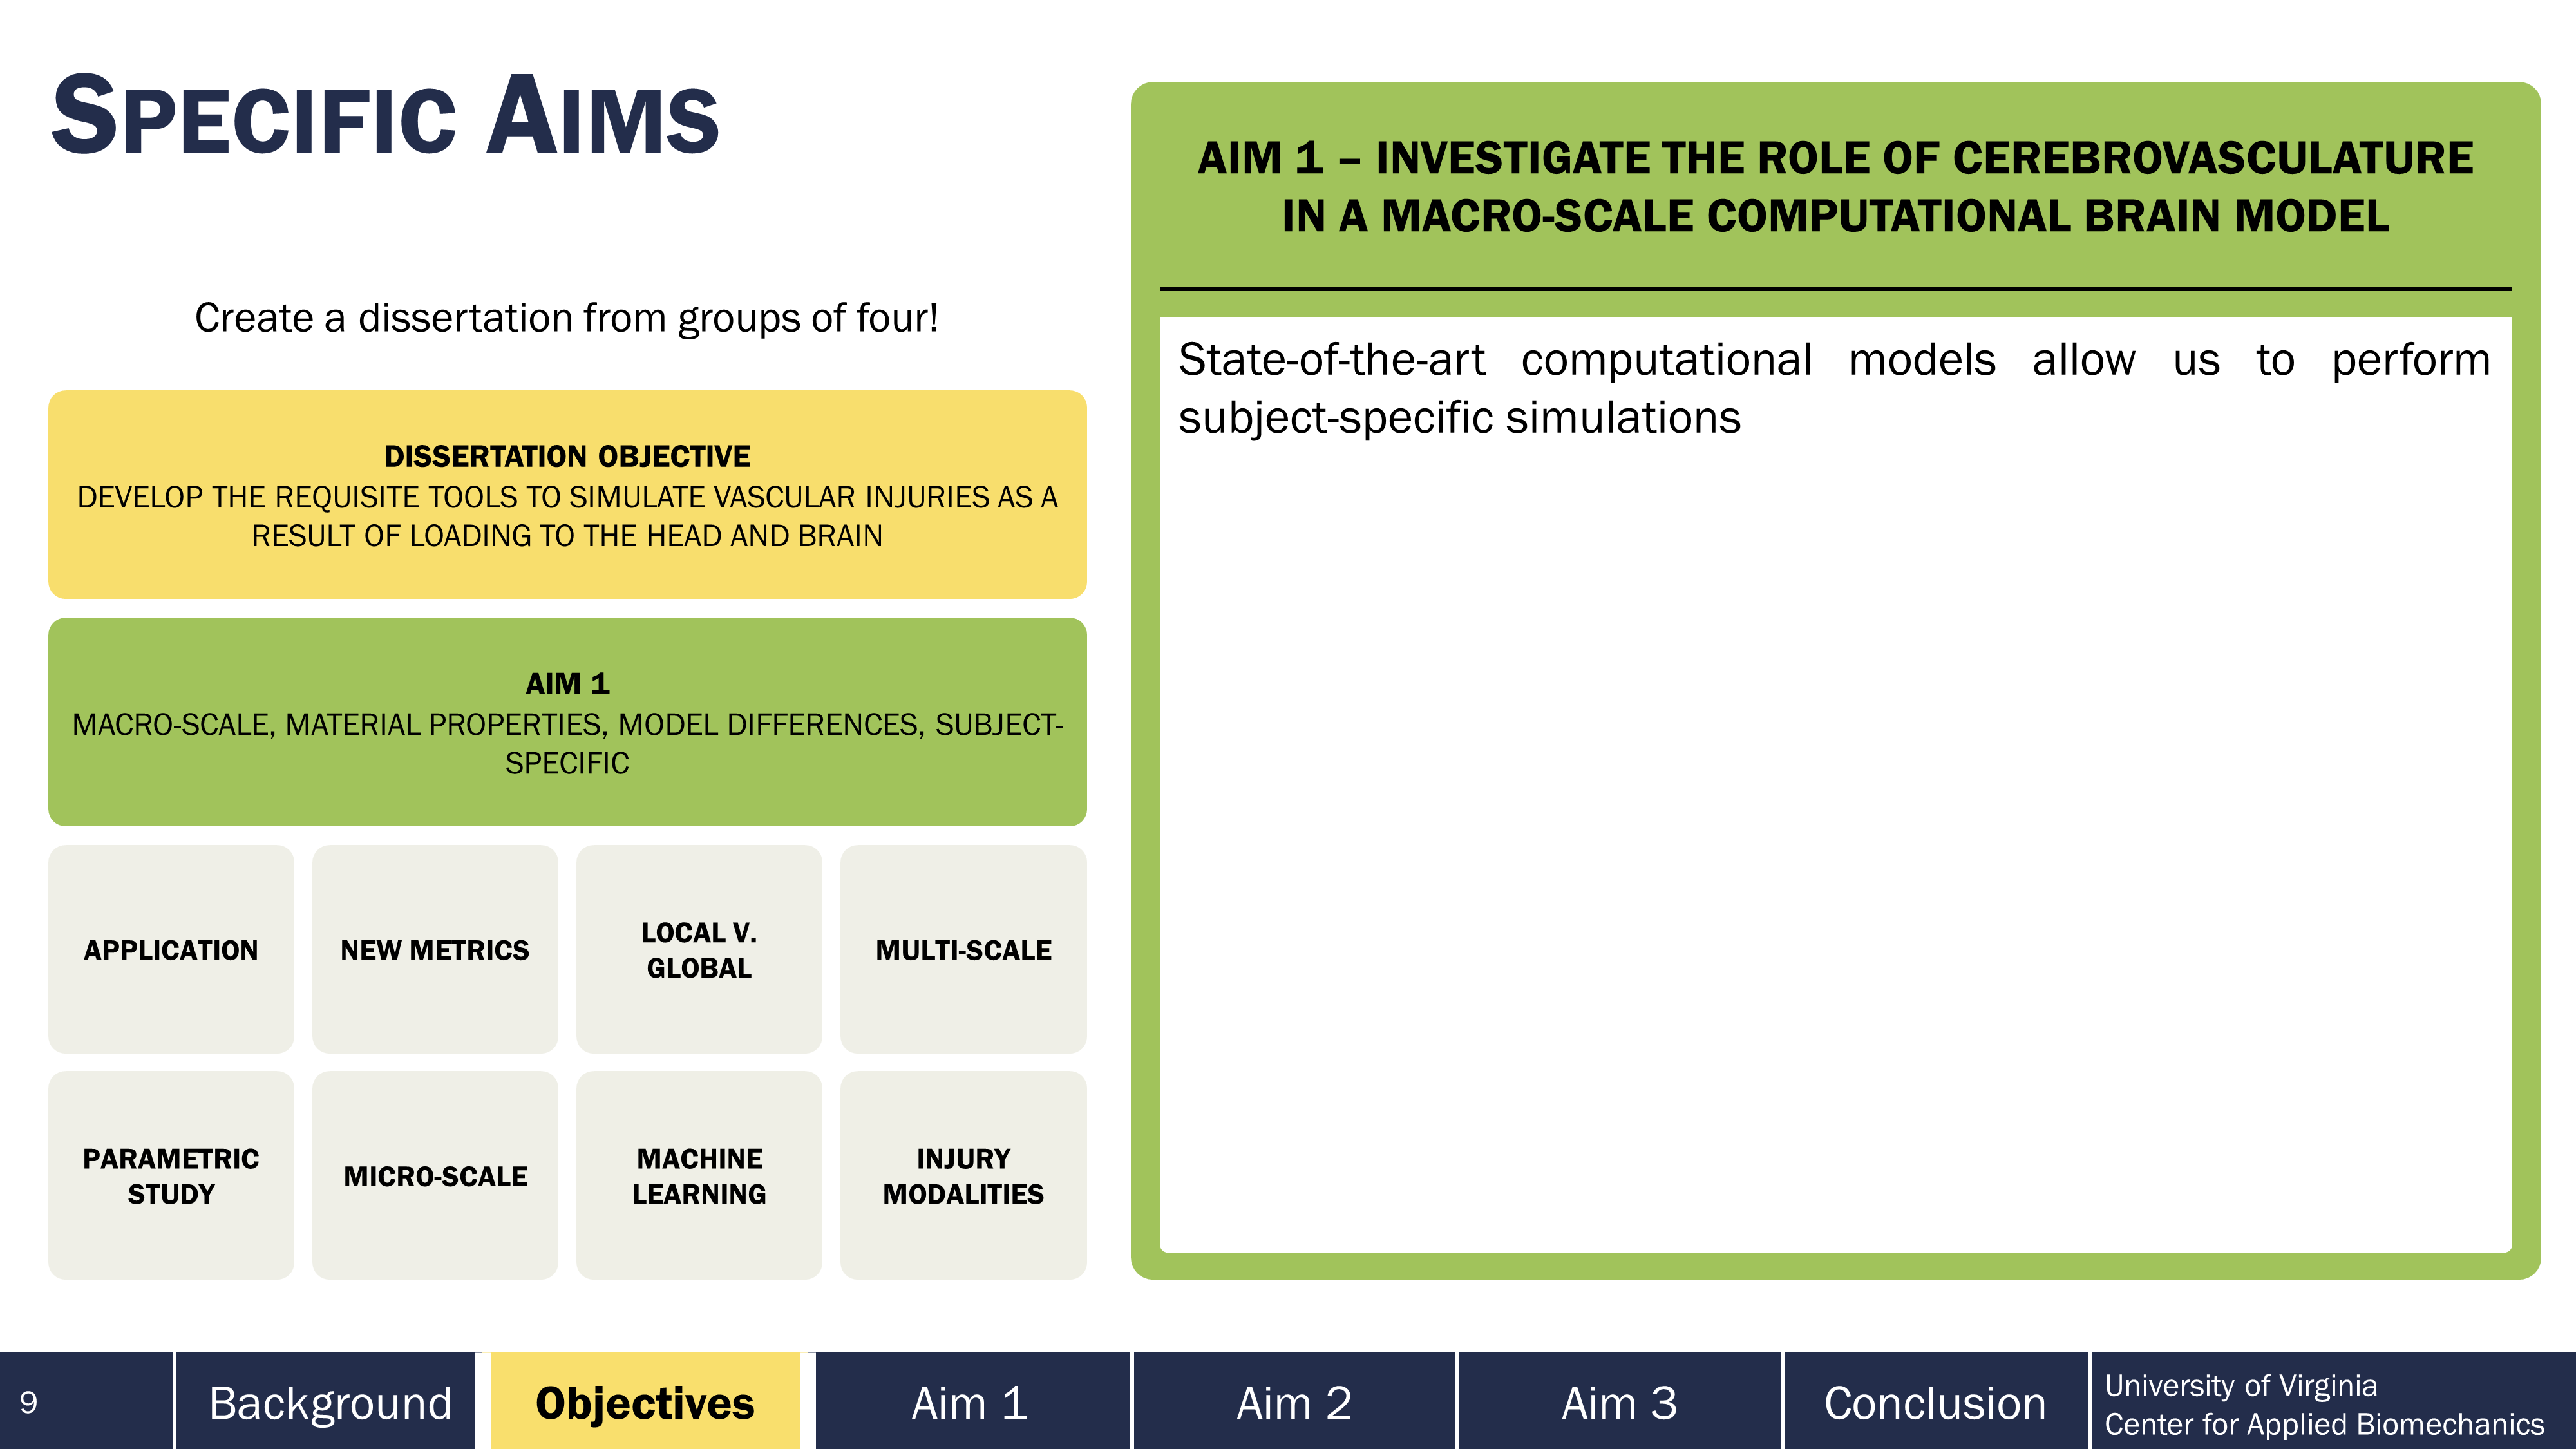 SPECIFIC AIMS
Create a dissertation from groups of four!
DISSERTATION OBJECTIVE
DEVELOP THE REQUISITE TOOLS TO SIMULATE VASCULAR INJURIES AS A
RESULT OF LOADING TO THE HEAD AND BRAIN
AIM 1
MACRO-SCALE, MATERIAL PROPERTIES, MODEL DIFFERENCES, SUBJECT-
SPECIFIC
APPLICATION
NEW METRICS
LOCAL V.
GLOBAL
MULTI-SCALE
PARAMETRIC
STUDY
MICRO-SCALE
MACHINE
LEARNING
INJURY
MODALITIES
AIM 1 – INVESTIGATE THE ROLE OF CEREBROVASCULATURE
IN A MACRO-SCALE COMPUTATIONAL BRAIN MODEL
State-of-the-art computational models allow us to perform
subject-specific simulations
9
Background
Objectives
Aim 1
Aim 2
Aim 3
Conclusion
University of Virginia
Center for Applied Biomechanics